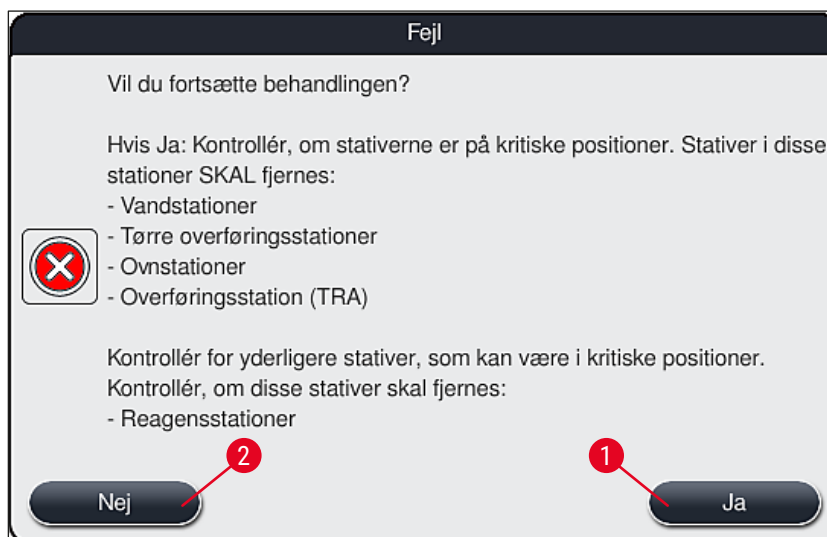 Fejl
Vil du fortsætte behandlingen?
Hvis Ja: Kontrollér, om stativerne er på kritiske positioner. Stativer i disse
stationer SKAL fjernes:
- Vandstationer
- Tørre overføringsstationer
- Ovnstationer
- Overføringsstation (TRA)
Kontrollér for yderligere stativer, som kan være i kritiske positioner.
Kontrollér, om disse stativer skal fjernes:
- Reagensstationer
2
1
Nej
Ja